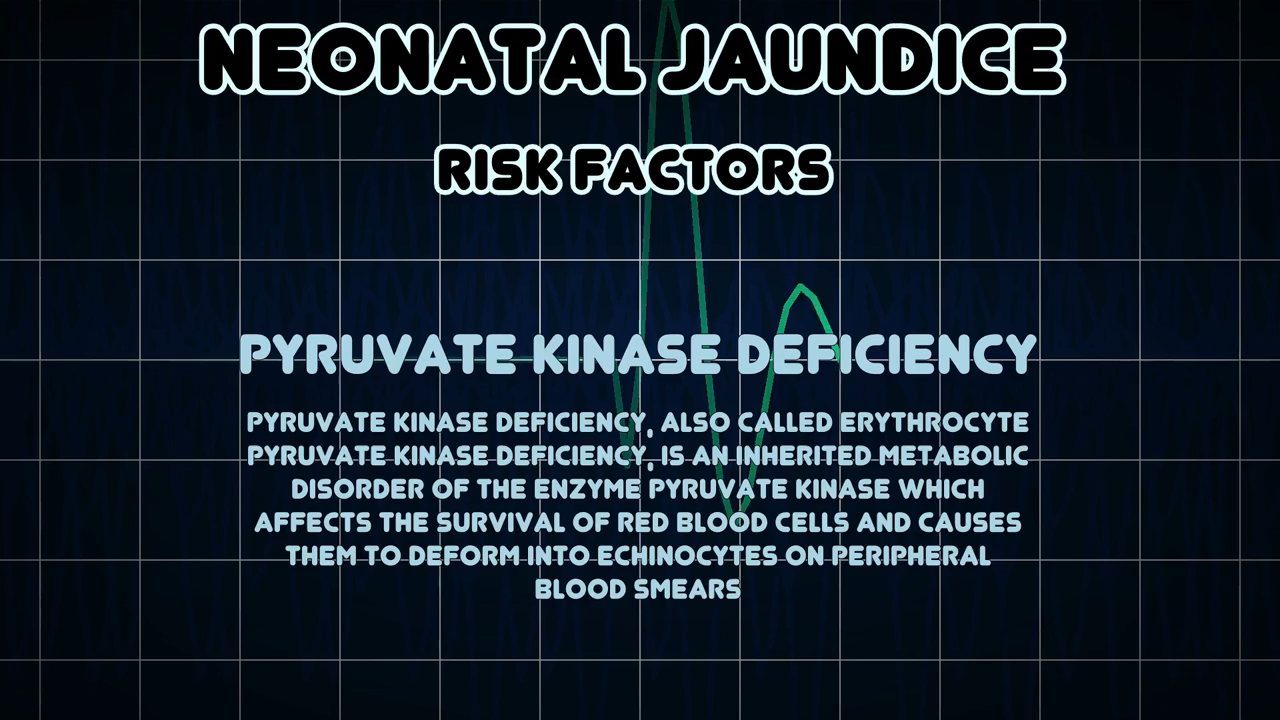 NEONATAL JAUNDICE
RISK FACTORS
PYRUVATE KINASE DEFICIENCY
PYRUVATE KINASE DEFICIENCY, ALSO CALLED ERYTHROCYTE
PYRUVATE KINASE DEFICIENCY, IS AN INHERITED METABOLIC
DISORDER OF THE ENZYME PYRUVATE KINASE WHICH
AFFECTS THE SURVIVAL OF RED BLOOD CELLS AND CAUSES
THEM TO DEFORM INTO ECHINOCYTES ON PERIPHERAL
BLOOD SMEARS